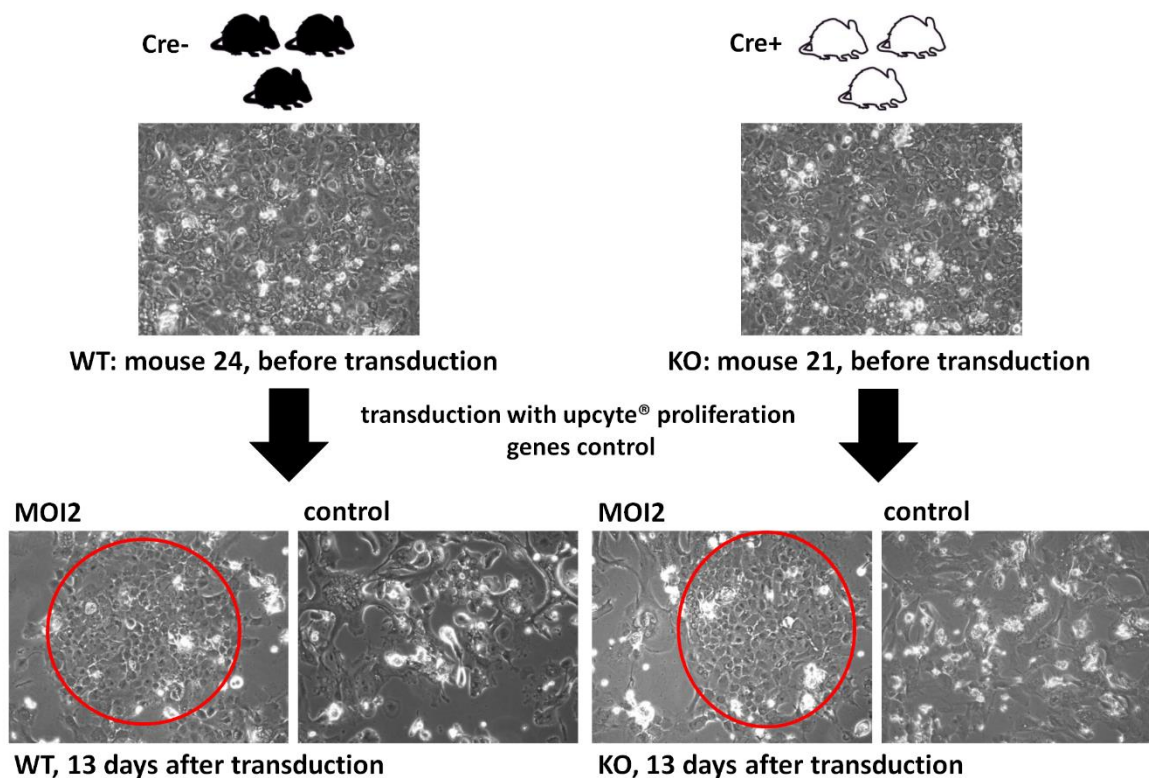 Cre-
Cre+
WT: mouse 24, before transduction
KO: mouse 21, before transduction
transduction with upcyte® proliferation
genes control
MOI2
control
MOI2
control
WT, 13 days after transduction
KO, 13 days after transduction